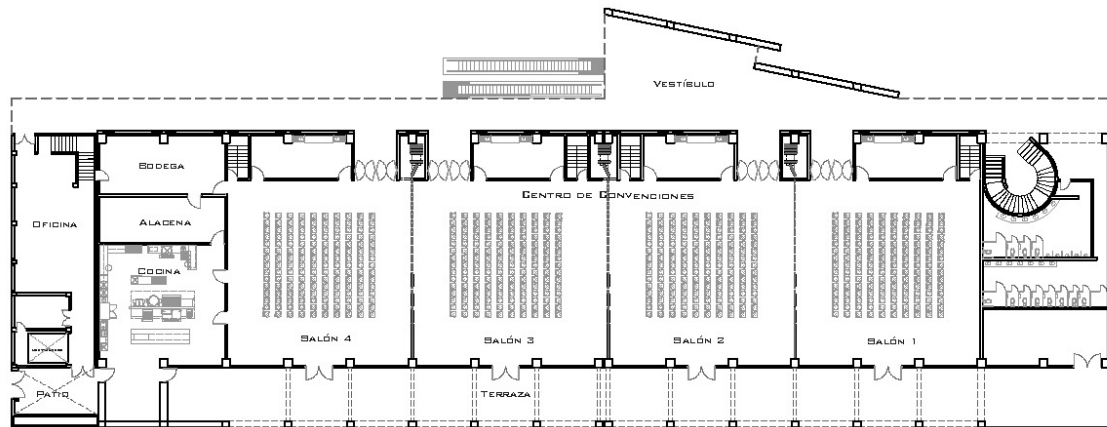 Vestíbulo
Bodega
Centro de Convenciones
Oficina
Alacena
Cocina
Salón 4
Salón 3
Salón 2
Salón 1
Patio
Terraza